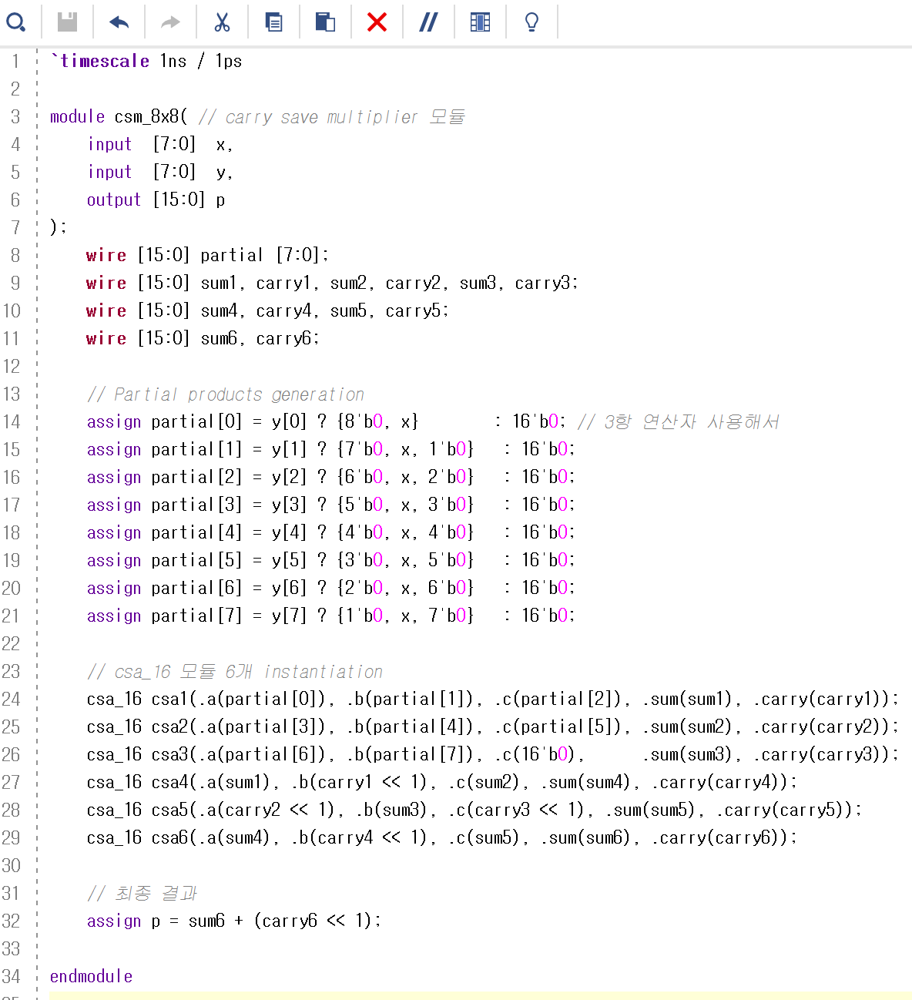 1 `timescale 1ns / 1ps
2
3 module csm_8x8( // carry save multiplier 모듈
4 input [7:0] x,
5 input [7:0] y,
6 output [15:0] p
7 );
8 wire [15:0] partial [7:0];
9 wire [15:0] sum1, carry1, sum2, carry2, sum3, carry3;
10 wire [15:0] sum4, carry4, sum5, carry5;
11 wire [15:0] sum6, carry6;
12
13 // Partial products generation
14 assign partial[0] = y[0] ? {8'b0, x} : 16'b0; // 3항 연산자 사용해서
15 assign partial[1] = y[1] ? {7'b0, x, 1'b0} : 16'b0;
16 assign partial[2] = y[2] ? {6'b0, x, 2'b0} : 16'b0;
17 assign partial[3] = y[3] ? {5'b0, x, 3'b0} : 16'b0;
18 assign partial[4] = y[4] ? {4'b0, x, 4'b0} : 16'b0;
19 assign partial[5] = y[5] ? {3'b0, x, 5'b0} : 16'b0;
20 assign partial[6] = y[6] ? {2'b0, x, 6'b0} : 16'b0;
21 assign partial[7] = y[7] ? {1'b0, x, 7'b0} : 16'b0;
22
23 // csa_16 모듈 6개 instantiation
24 csa_16 csa1(.a(partial[0]), .b(partial[1]), .c(partial[2]), .sum(sum1), .carry(carry1));
25 csa_16 csa2(.a(partial[3]), .b(partial[4]), .c(partial[5]), .sum(sum2), .carry(carry2));
26 csa_16 csa3(.a(partial[6]), .b(partial[7]), .c(16'b0), .sum(sum3), .carry(carry3));
27 csa_16 csa4(.a(sum1), .b(carry1 << 1), .c(sum2), .sum(sum4), .carry(carry4));
28 csa_16 csa5(.a(carry2 << 1), .b(sum3), .c(carry3 << 1), .sum(sum5), .carry(carry5));
29 csa_16 csa6(.a(sum4), .b(carry4 << 1), .c(sum5), .sum(sum6), .carry(carry6));
30
31 // 최종 결과
32 assign p = sum6 + (carry6 << 1);
33
34 endmodule